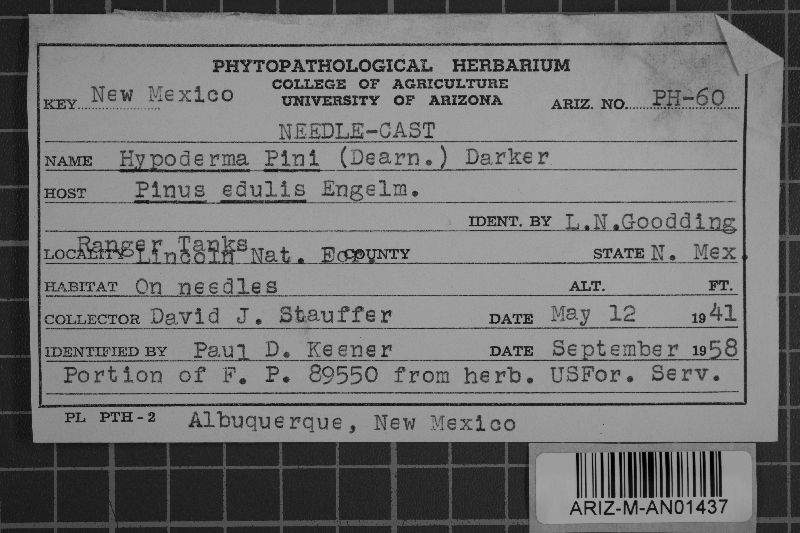 PHYTOPATHOLOGICAL HERBARIUM
COLLEGE OF AGRICULTURE
KEY New Mexico UNIVERSITY OF ARIZONA ARIZ. NO. PH-60
NEEDLE-CAST
NAME Hypoderma Pini (Dearn.) Darker
HOST Pinus edulis Engelm.
IDENT. BY L.N.Goodding
Ranger Tanks
LOCALITY Lincoln Nat. COUNTY STATE N. Mex.
HABITAT On needles ALT. FT.
COLLECTOR David J. Stauffer DATE May 12 1941
IDENTIFIED BY Paul D. Keener DATE September 1958
Portion of F. P. 89550 from herb. USFor. Serv.
PL PTH-2 Albuquerque, New Mexico
ARIZ-M-AN01437